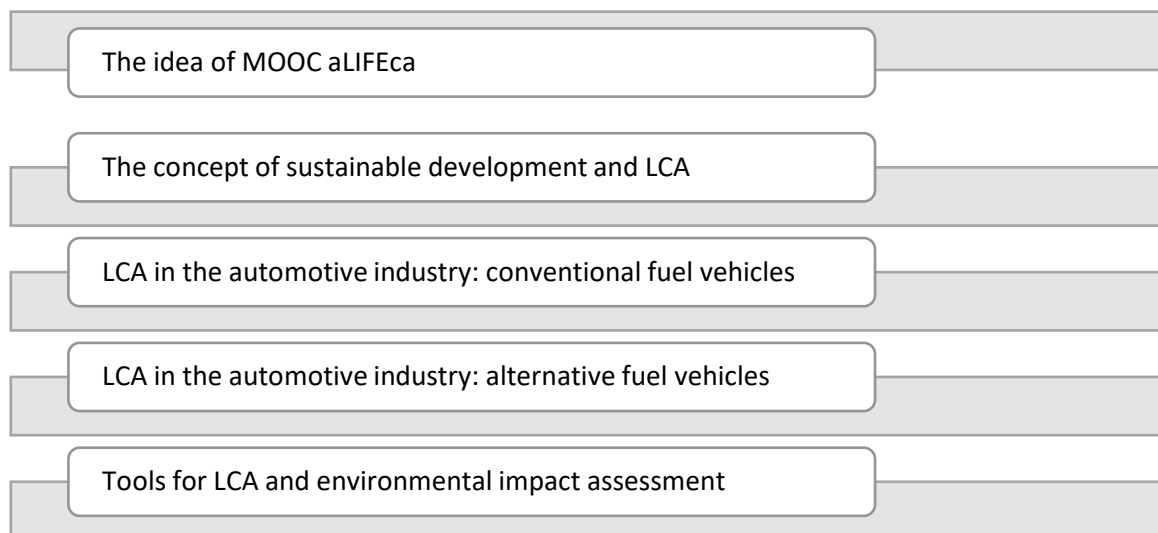 The idea of MOOC aLIFEca
The concept of sustainable development and LCA
LCA in the automotive industry: conventional fuel vehicles
LCA in the automotive industry: alternative fuel vehicles
Tools for LCA and environmental impact assessment